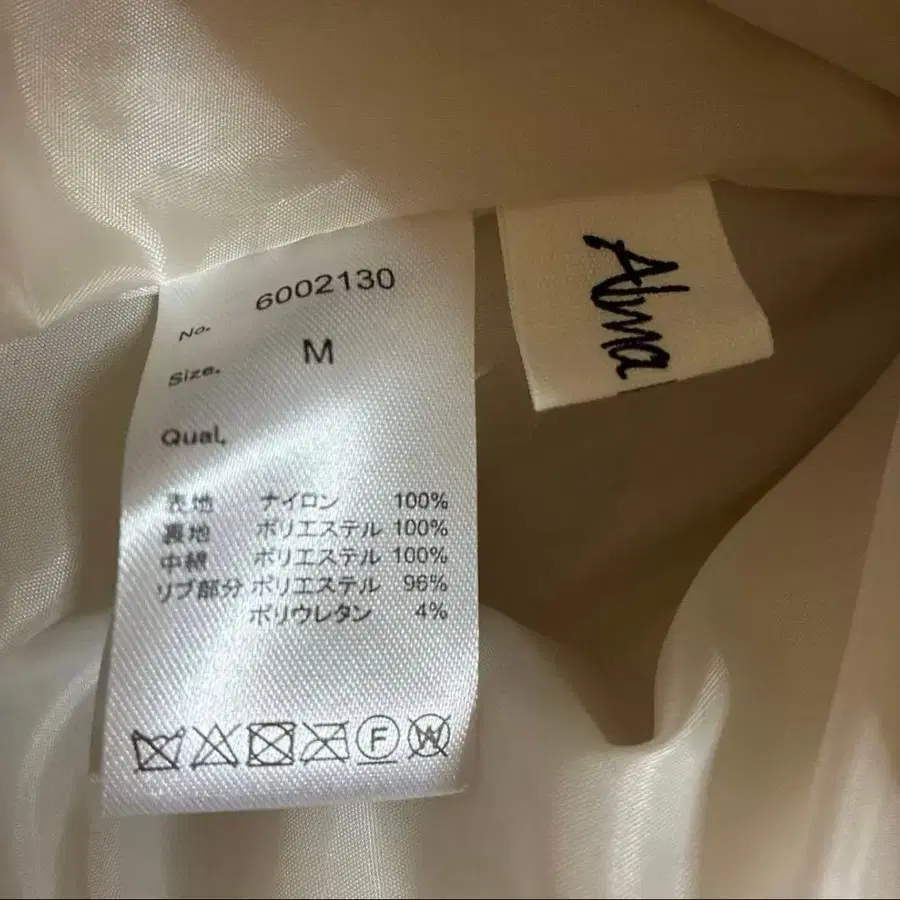 No. 6002130
Size. M
Qual.
表地 ナイロン 100%
裏地 ポリエステル 100%
中綿 ポリエステル 100%
リブ部分 ポリエステル 96%
ポリウレタン 4%
F W
Alma